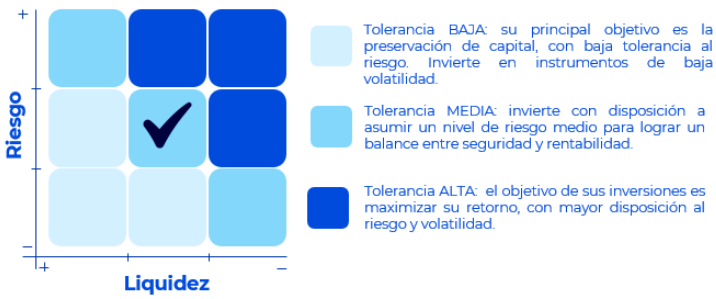 +
Riesgo
–
+
–
Liquidez
Tolerancia BAJA: su principal objetivo es la
preservación de capital, con baja tolerancia al
riesgo. Invierte en instrumentos de baja
volatilidad.
Tolerancia MEDIA: invierte con disposición a
asumir un nivel de riesgo medio para lograr un
balance entre seguridad y rentabilidad.
Tolerancia ALTA: el objetivo de sus inversiones es
maximizar su retorno, con mayor disposición al
riesgo y volatilidad.